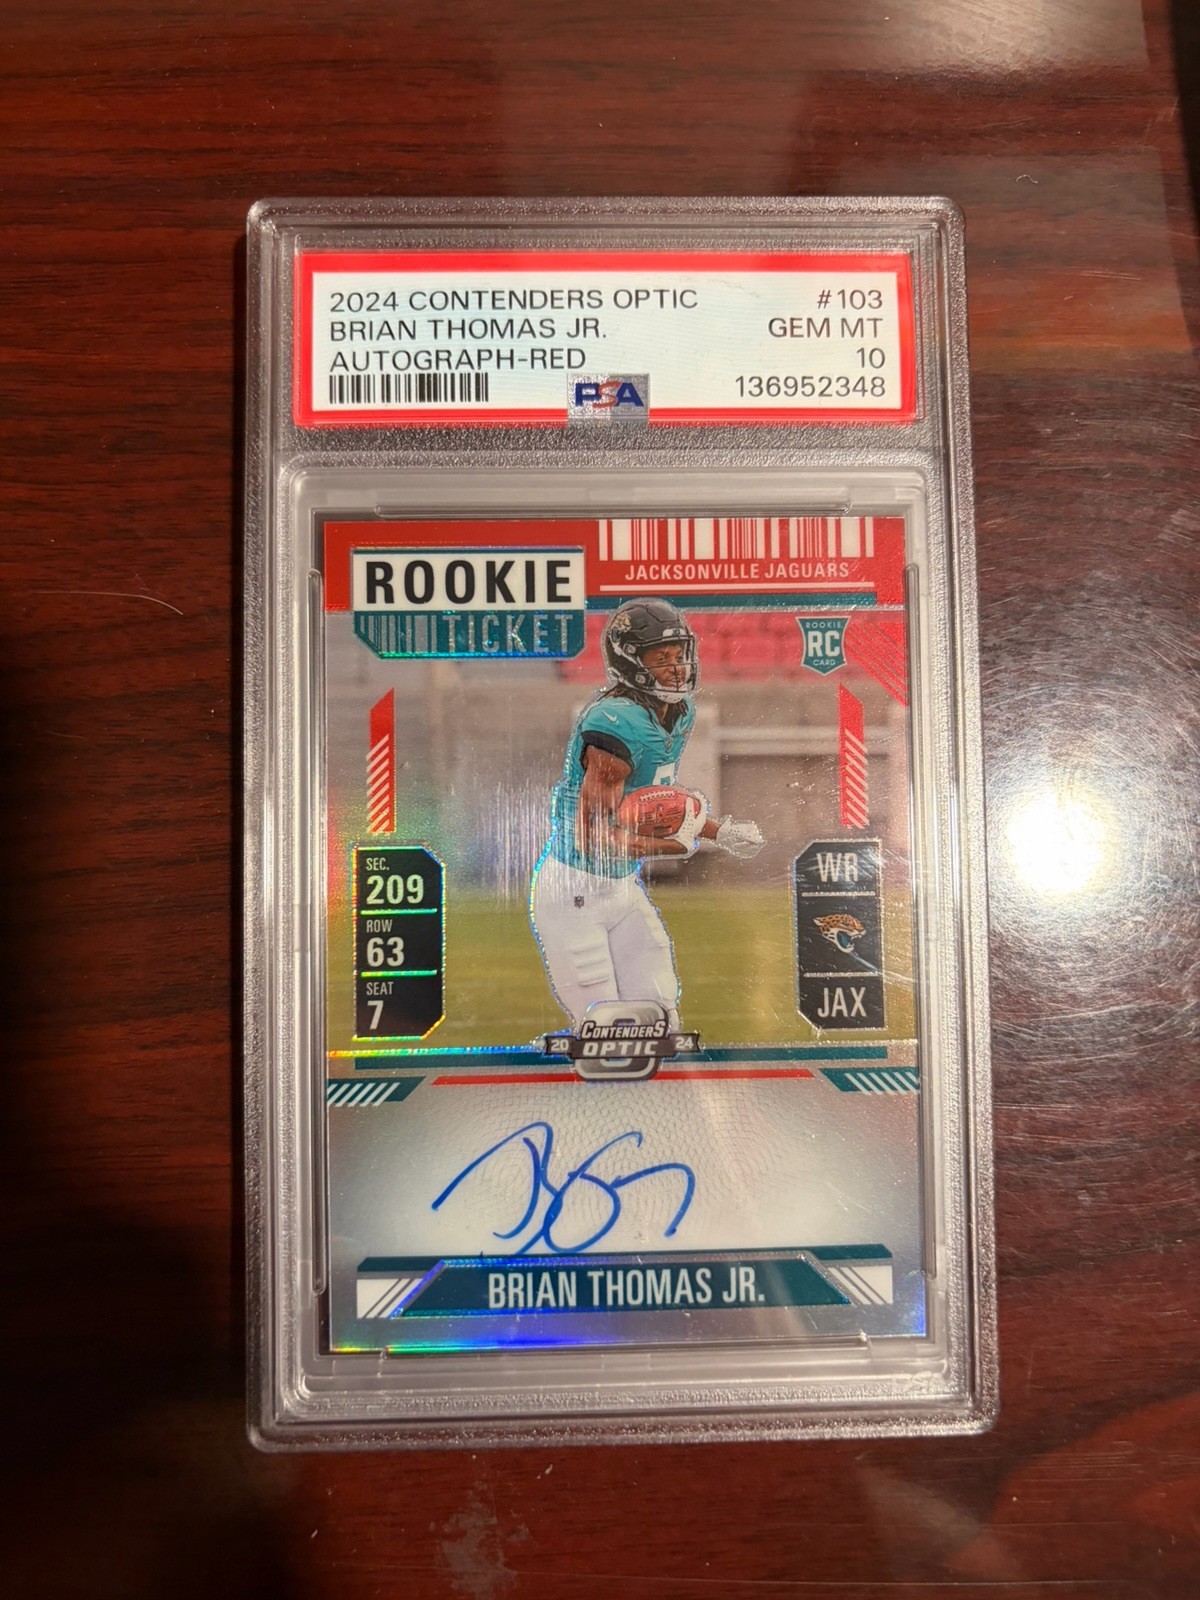 2024 CONTENDERS OPTIC #103
BRIAN THOMAS JR. GEM MT
AUTOGRAPH-RED 10
PSA 136952348
JACKSONVILLE JAGUARS
ROOKIE
TICKET
ROOKIE
RC
CARD
SEC.
209
ROW
63
SEAT
7
WR
JAX
CONTENDERS
20 OPTIC 24
BRIAN THOMAS JR.